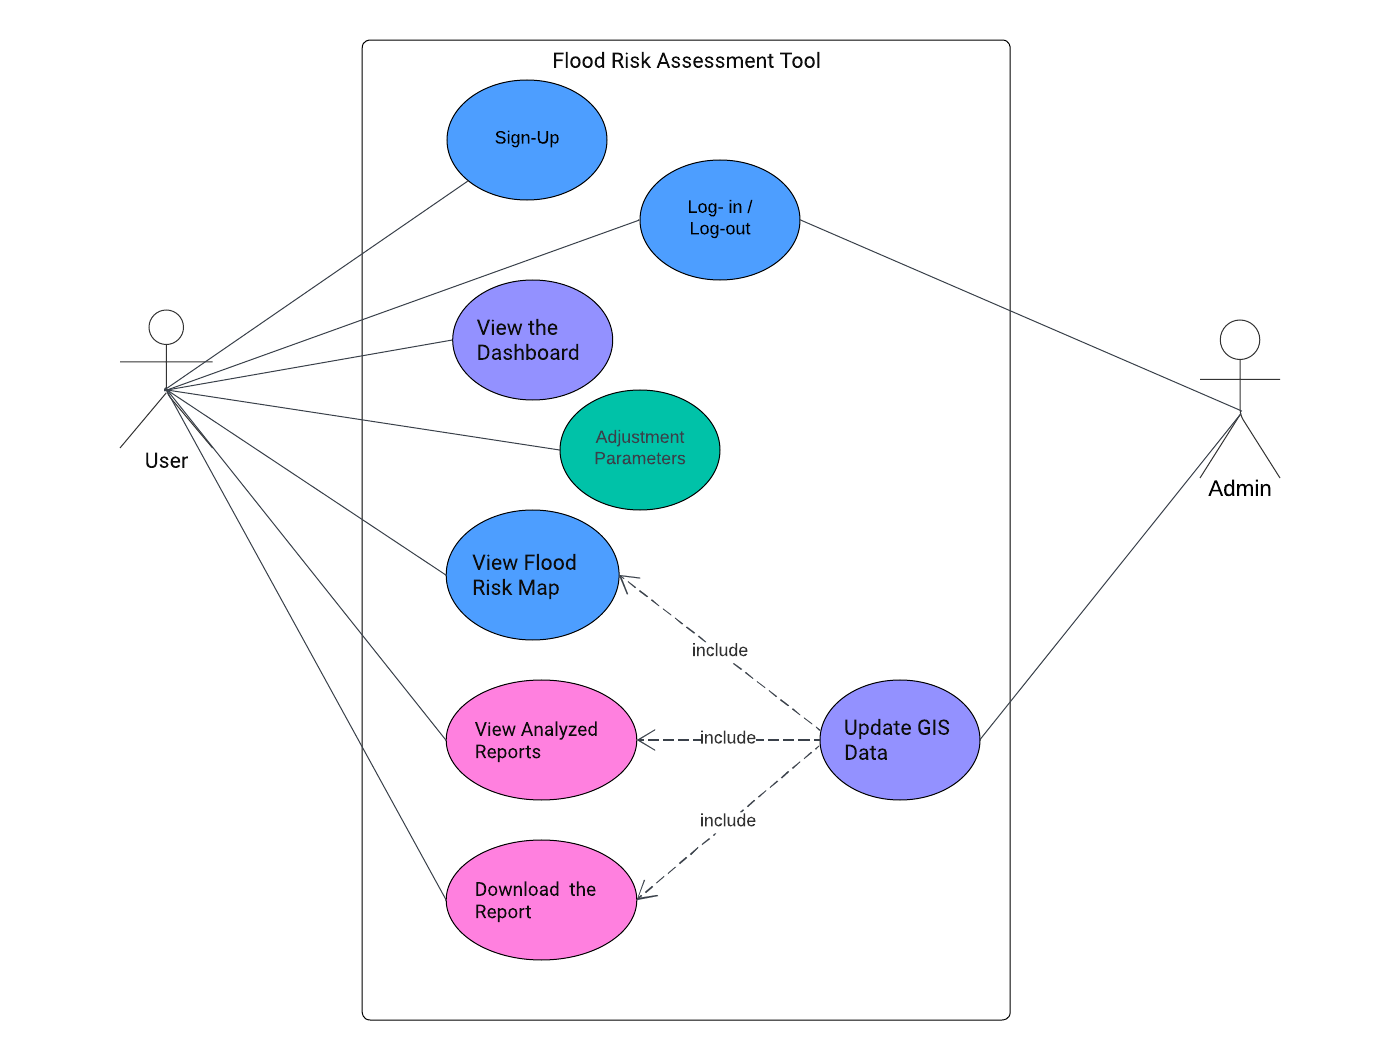 Flood Risk Assessment Tool
Sign-Up
Log- in /
Log-out
View the
Dashboard
Adjustment
Parameters
User
Admin
View Flood
Risk Map
include
View Analyzed
Reports
include
Update GIS
Data
include
Download  the
Report